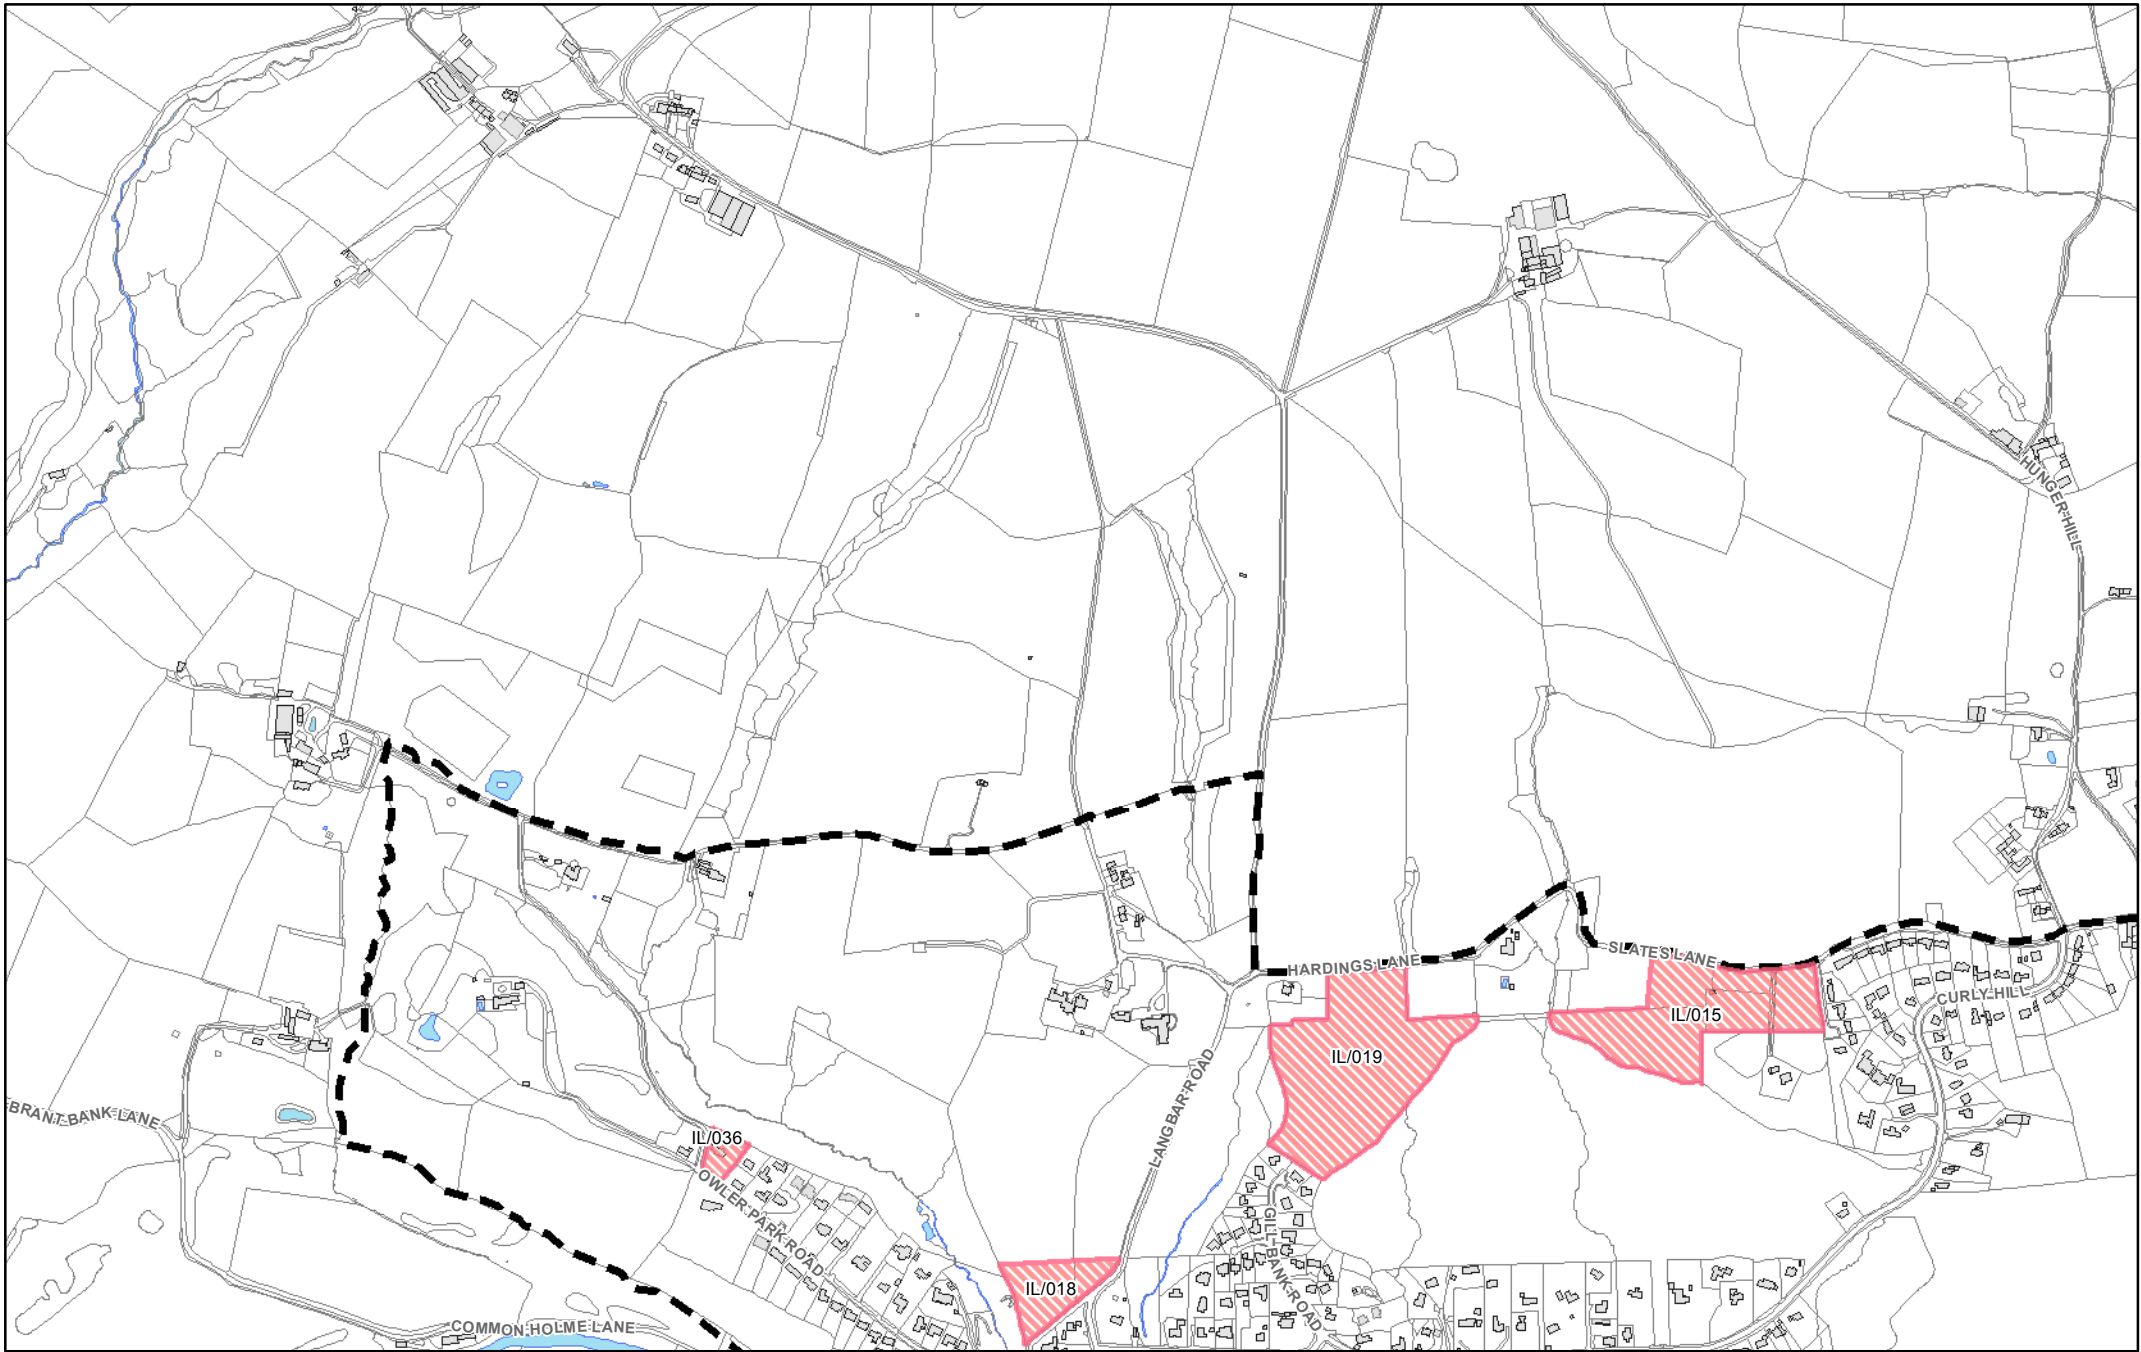 HUNGER HILL
SLATES LANE
HARDINGS LANE
CURLY HILL
IL/015
IL/019
LANGBAR ROAD
BRANT BANK LANE
IL/036
OWLER PARK ROAD
GILL BANK ROAD
IL/018
COMMON HOLME LANE